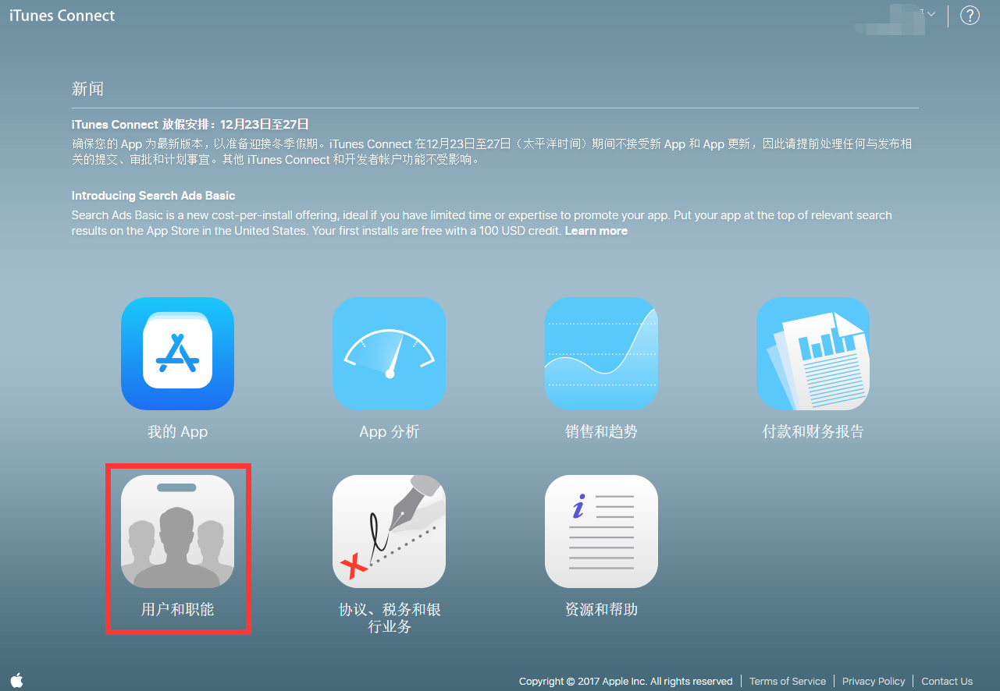 iTunes Connect
?
新闻
iTunes Connect 放假安排：12月23日至27日
确保您的 App 为最新版本，以准备迎接冬季假期。iTunes Connect 在12月23日至27日（太平洋时间）期间不接受新 App 和 App 更新，因此请提前处理任何与发布相
关的提交、审批和计划事宜。其他 iTunes Connect 和开发者帐户功能不受影响。
Introducing Search Ads Basic
Search Ads Basic is a new cost-per-install offering, ideal if you have limited time or expertise to promote your app. Put your app at the top of relevant search
results on the App Store in the United States. Your first installs are free with a 100 USD credit. Learn more
我的 App
App 分析
销售和趋势
付款和财务报告
i
用户和职能
协议、税务和银
行业务
资源和帮助
Copyright © 2017 Apple Inc. All rights reserved
Terms of Service
Privacy Policy
Contact Us